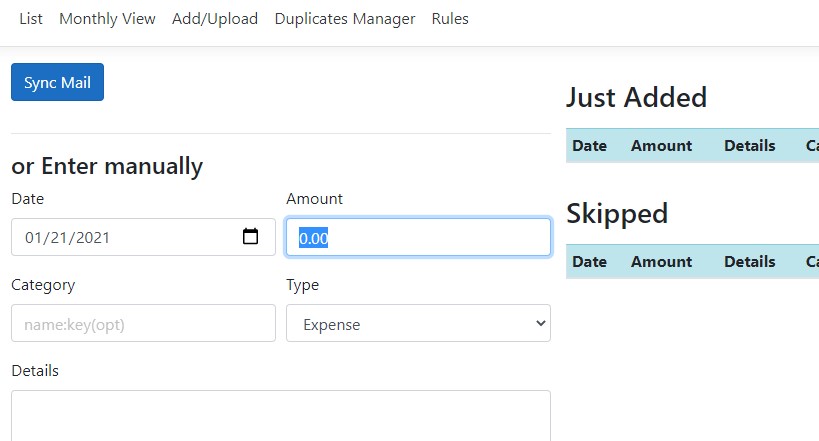 List Monthly View Add/Upload Duplicates Manager Rules
Sync Mail
or Enter manually
Date Amount
01/21/2021 0.00
Category Type
name:key(opt) Expense
Details
Just Added
Date Amount Details Ca
Skipped
Date Amount Details Ca